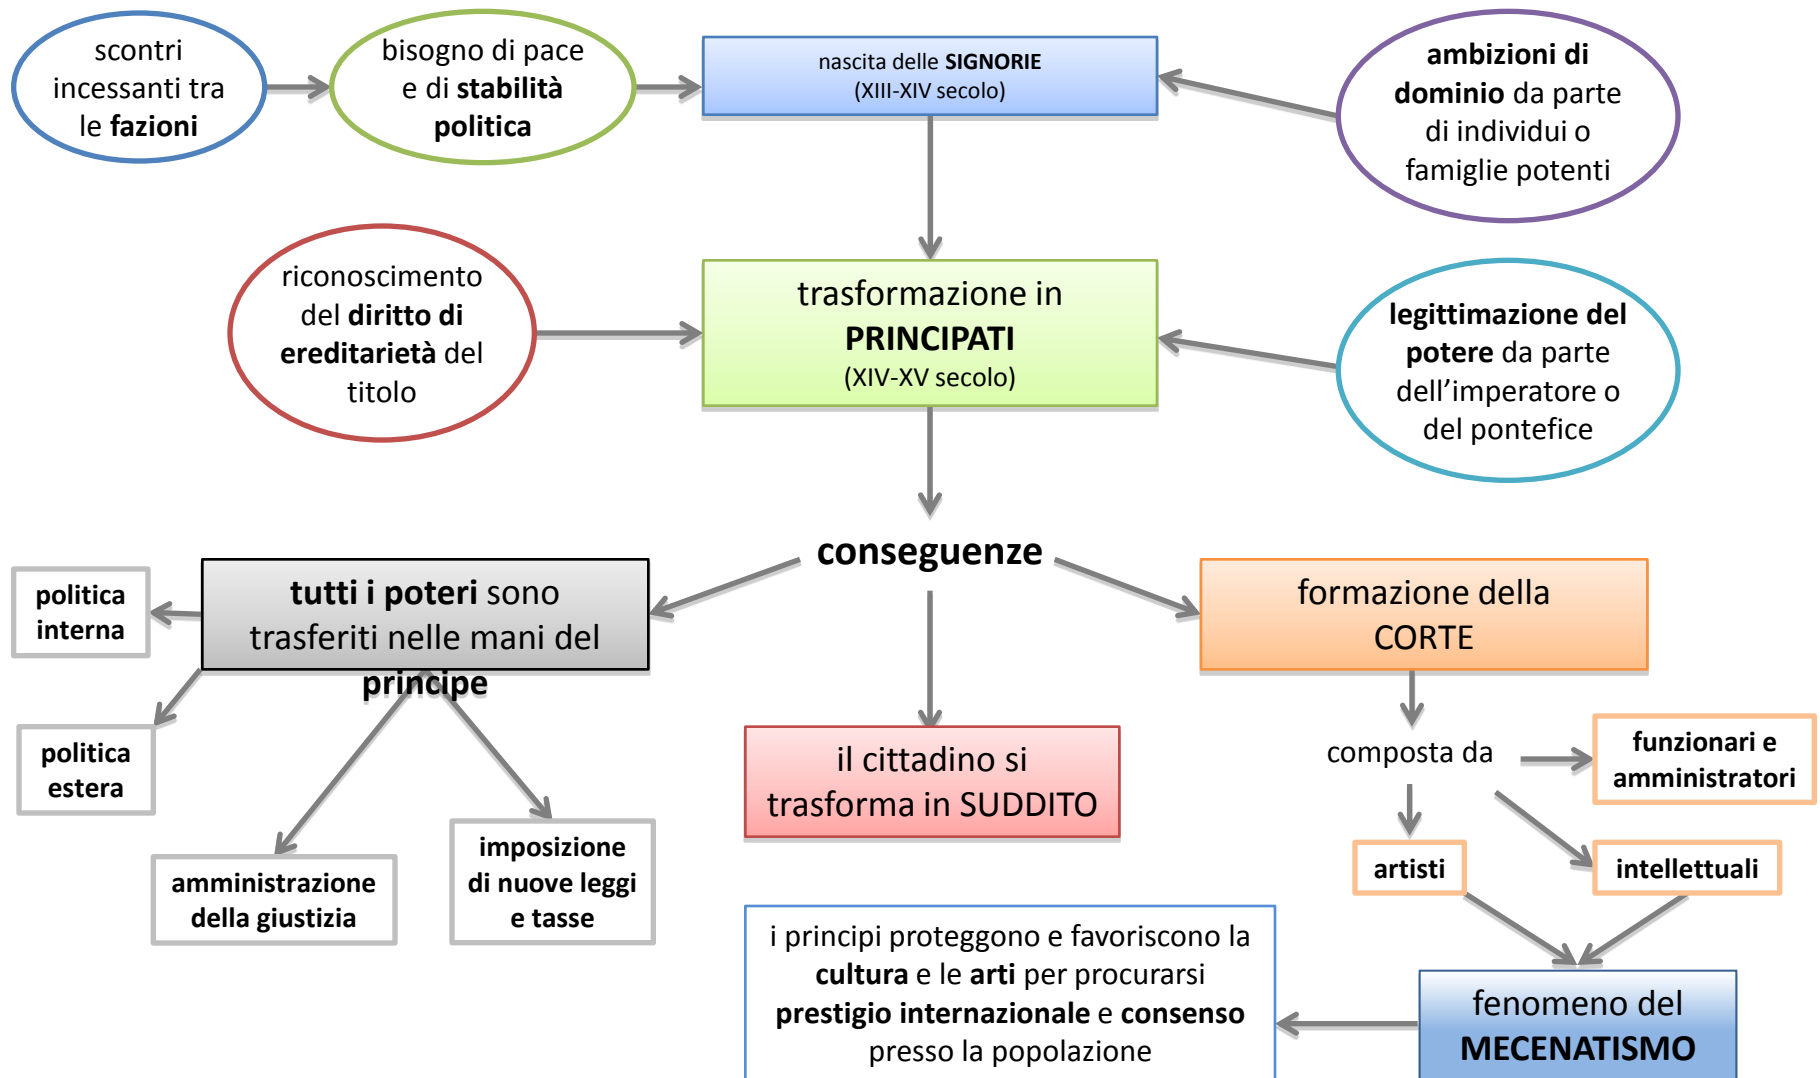 scontri
incessanti tra
le fazioni
bisogno di pace
e di stabilità
politica
nascita delle SIGNORIE
(XIII-XIV secolo)
ambizioni di
dominio da parte
di individui o
famiglie potenti
riconoscimento
del diritto di
ereditarietà del
titolo
trasformazione in
PRINCIPATI
(XIV-XV secolo)
legittimazione del
potere da parte
dell’imperatore o
del pontefice
conseguenze
politica
interna
tutti i poteri sono
trasferiti nelle mani del
principe
formazione della
CORTE
politica
estera
il cittadino si
trasforma in SUDDITO
composta da
funzionari e
amministratori
amministrazione
della giustizia
imposizione
di nuove leggi
e tasse
artisti
intellettuali
i principi proteggono e favoriscono la
cultura e le arti per procurarsi
prestigio internazionale e consenso
presso la popolazione
fenomeno del
MECENATISMO